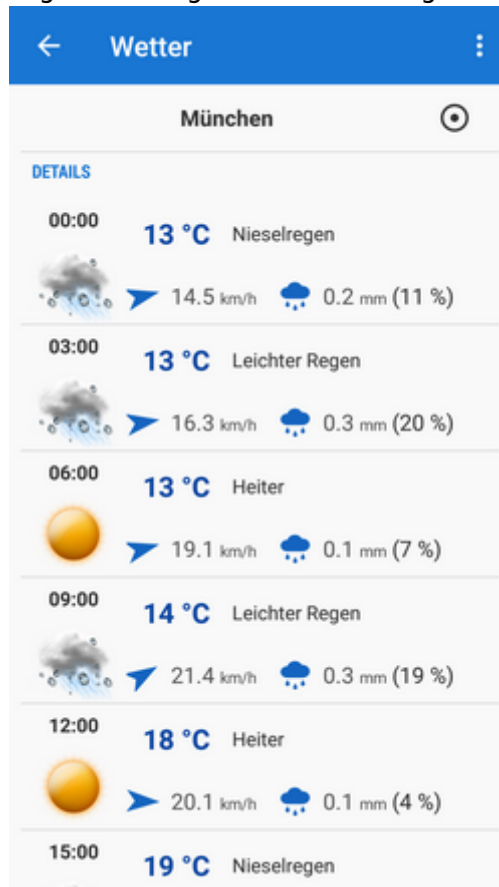 Wetter
München
DETAILS
00:00
13 °C Nieselregen
14.5 km/h 0.2 mm (11 %)
03:00
13 °C Leichter Regen
16.3 km/h 0.3 mm (20 %)
06:00
13 °C Heiter
19.1 km/h 0.1 mm (7 %)
09:00
14 °C Leichter Regen
21.4 km/h 0.3 mm (19 %)
12:00
18 °C Heiter
20.1 km/h 0.1 mm (4 %)
15:00
19 °C Nieselregen